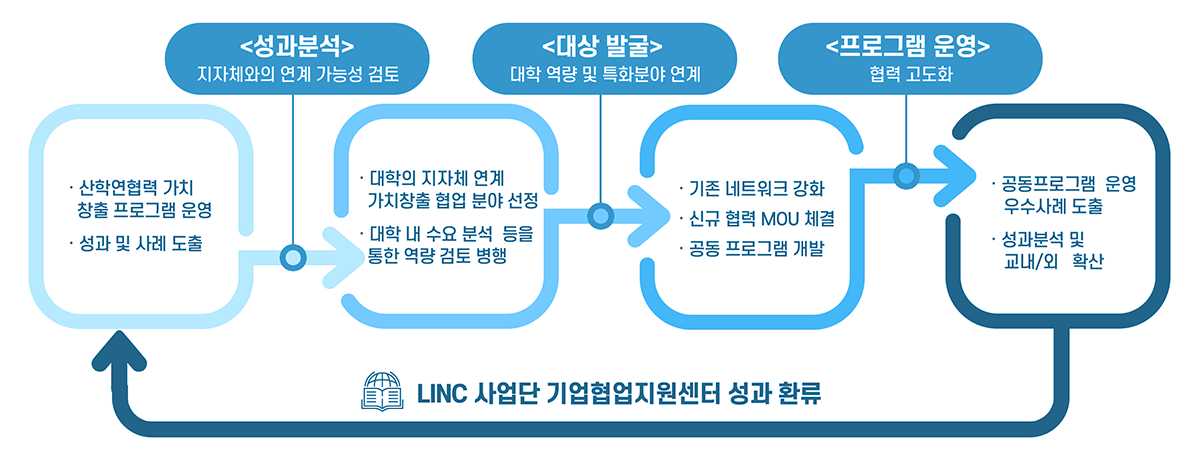 <성과분석>
지자체와의 연계 가능성 검토
<대상 발굴>
대학 역량 및 특화분야 연계
<프로그램 운영>
협력 고도화
· 산학연협력 가치
창출 프로그램 운영
· 성과 및 사례 도출
· 대학의 지자체 연계
가치창출 협업 분야 선정
· 대학 내 수요 분석 등을
통한 역량 검토 병행
· 기존 네트워크 강화
· 신규 협력 MOU 체결
· 공동 프로그램 개발
· 공동프로그램 운영
우수사례 도출
· 성과분석 및
교내/외 확산
LINC 사업단 기업협업지원센터 성과 환류